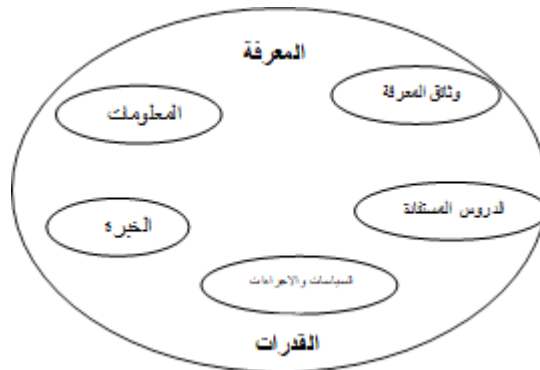 المعرفة
وثائق المعرفة
المعلومات
الدروس المستفادة
الخبرة
السياسات والاجراءات
القدرات